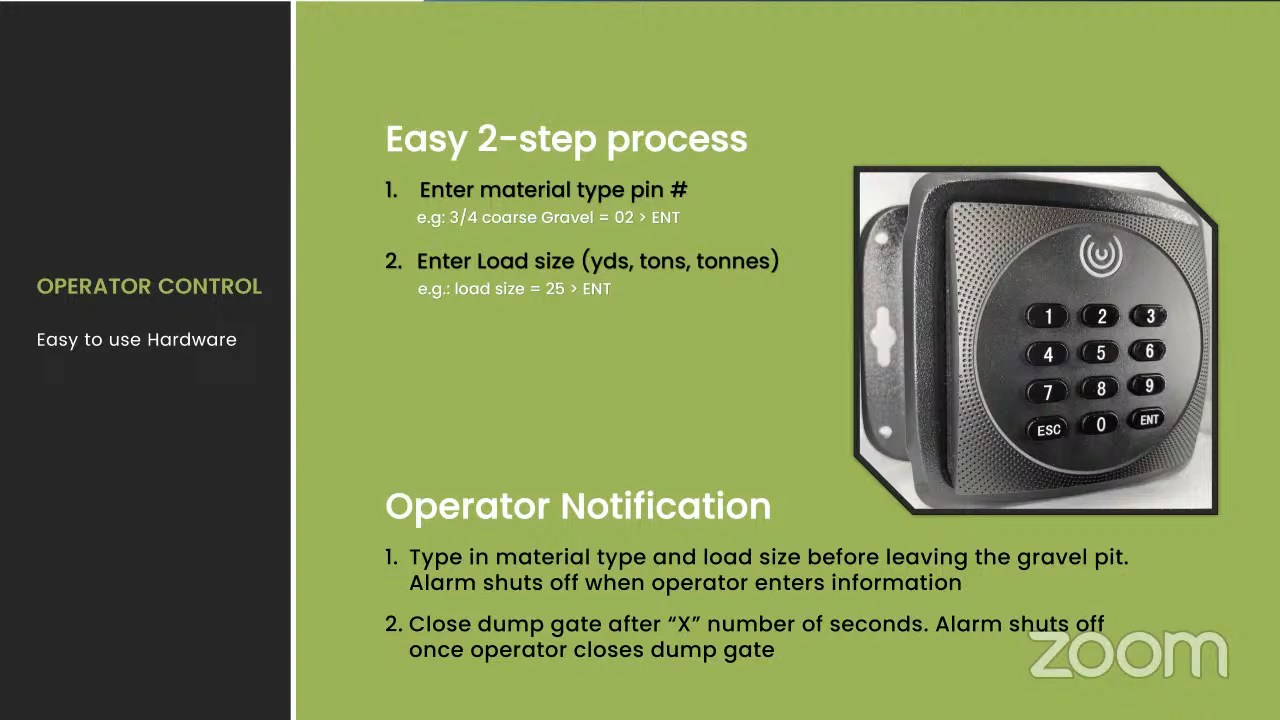 OPERATOR CONTROL
Easy to use Hardware
Easy 2-step process
1. Enter material type pin #
e.g: 3/4 coarse Gravel = 02 > ENT
2. Enter Load size (yds, tons, tonnes)
e.g.: load size = 25 > ENT
1 2 3
4 5 6
7 8 9
ESC 0 ENT
Operator Notification
1. Type in material type and load size before leaving the gravel pit.
Alarm shuts off when operator enters information
2. Close dump gate after “X” number of seconds. Alarm shuts off
once operator closes dump gate
zoom